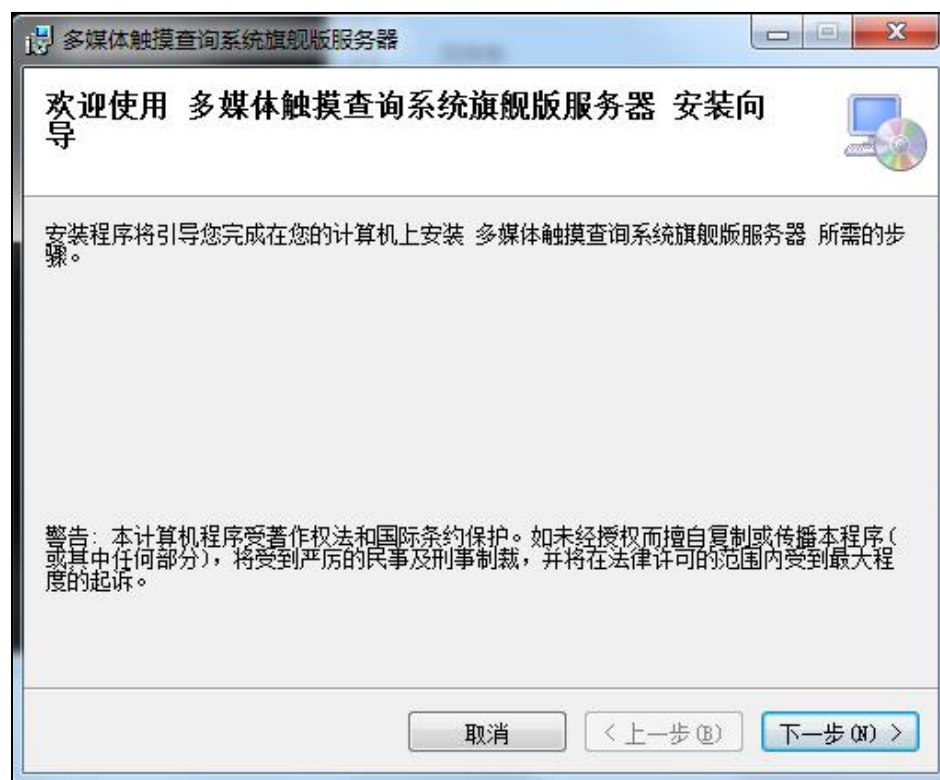 多媒体触摸查询系统旗舰版服务器
欢迎使用 多媒体触摸查询系统旗舰版服务器 安装向
导
安装程序将引导您完成在您的计算机上安装 多媒体触摸查询系统旗舰版服务器 所需的步
骤。
警告: 本计算机程序受著作权法和国际条约保护。如未经授权而擅自复制或传播本程序(
或其中任何部分), 将受到严厉的民事及刑事制裁, 并将在法律许可的范围内受到最大程
度的起诉。
取消
< 上一步(B)
下一步(N) >